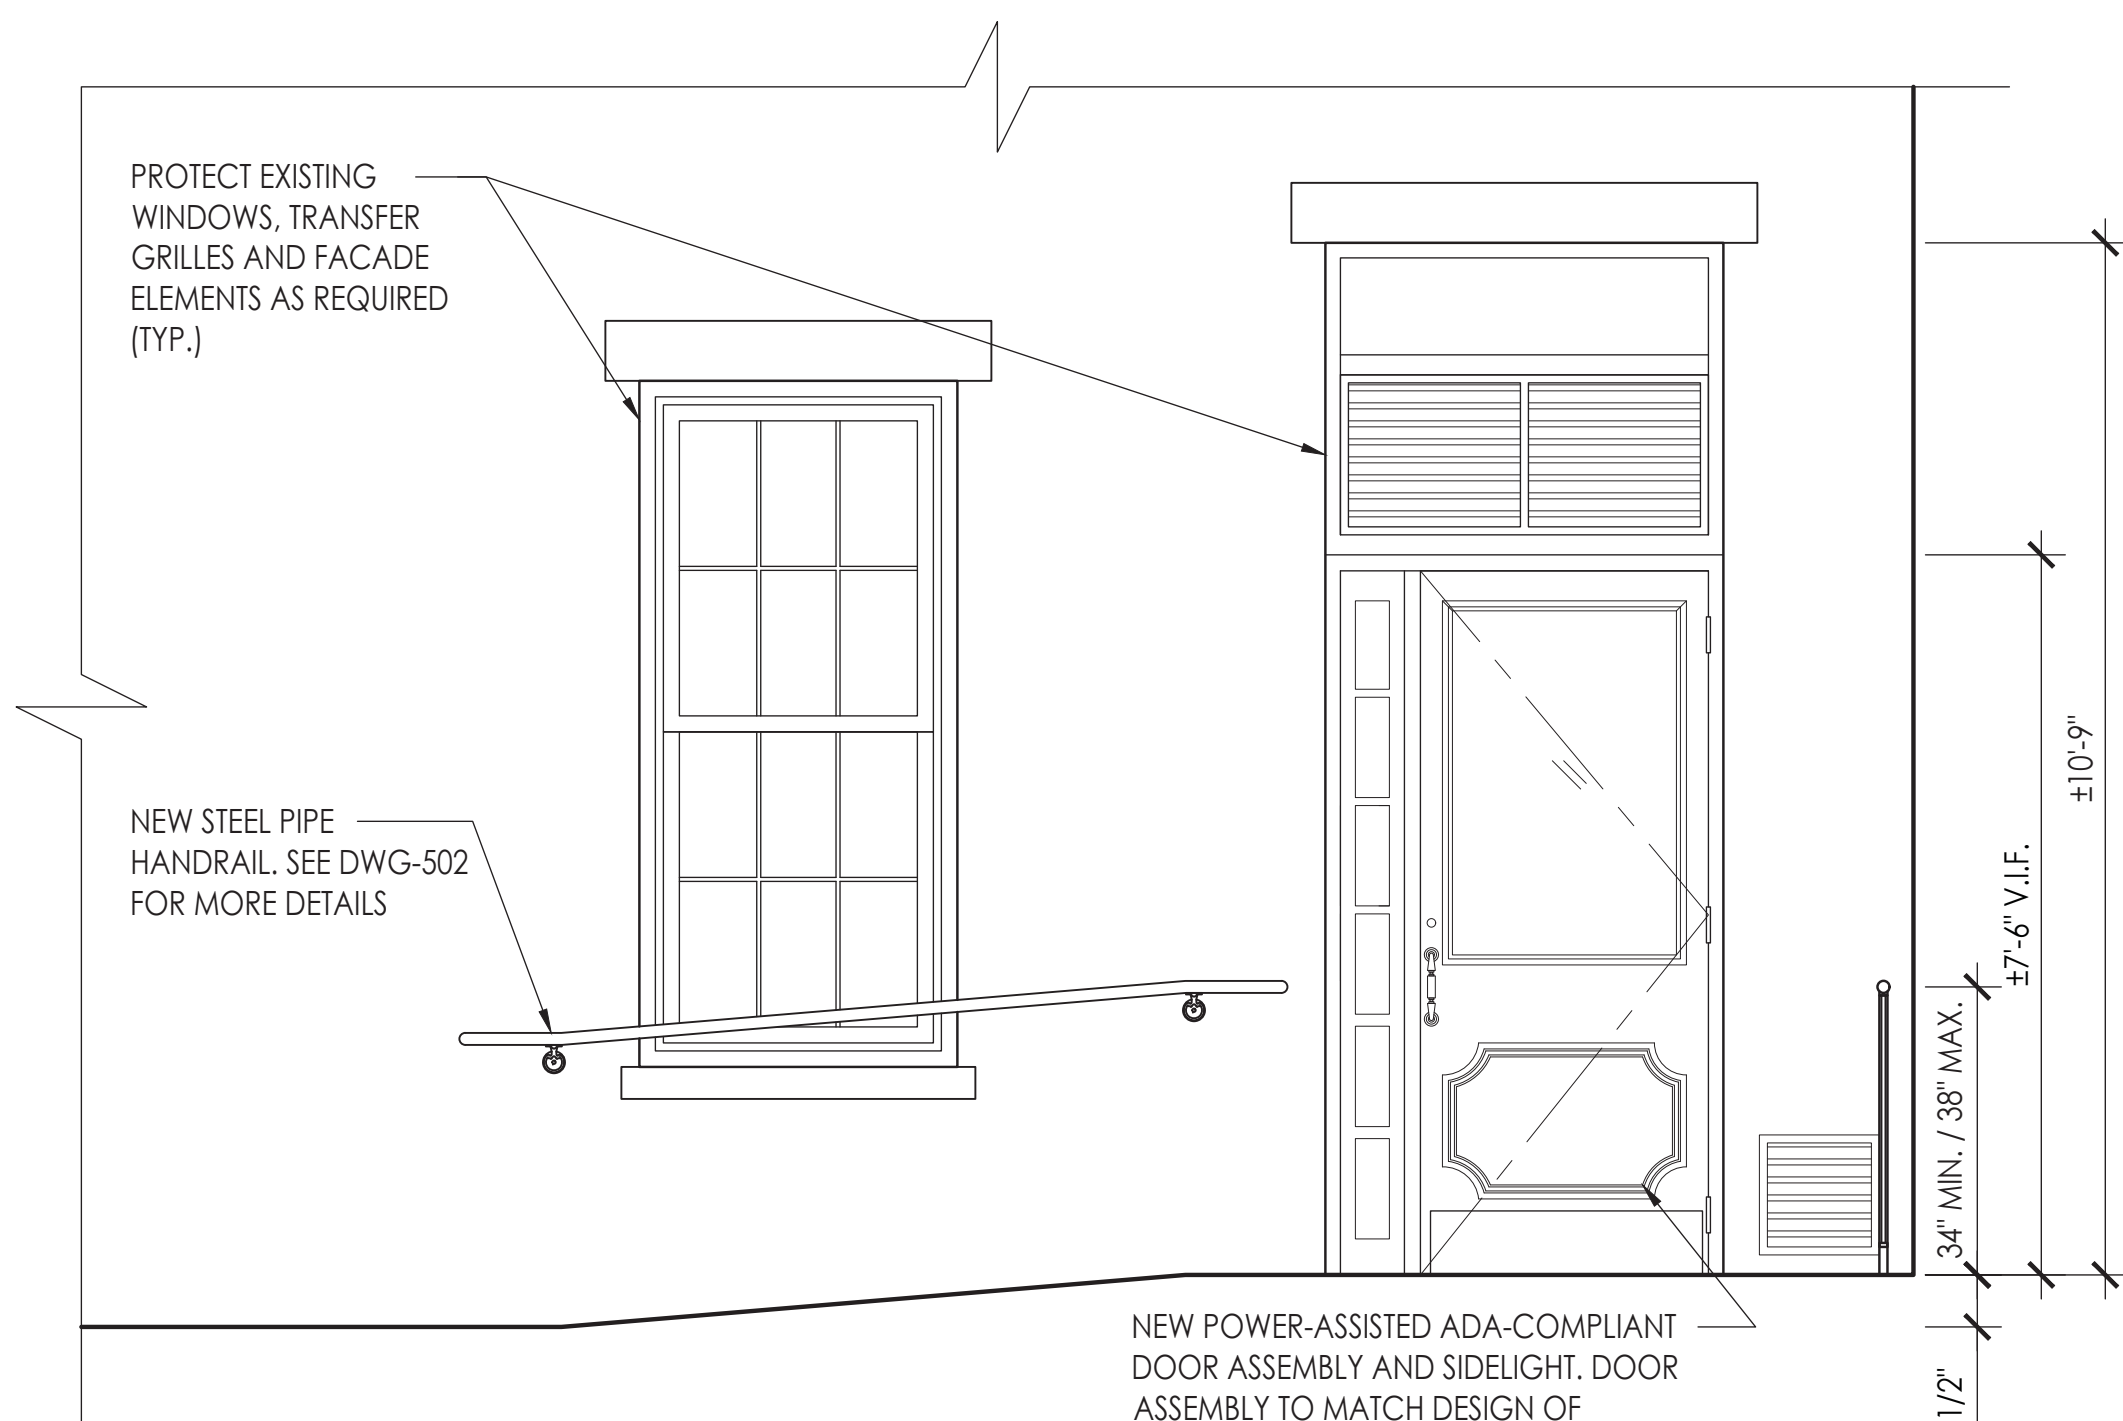 PROTECT EXISTING
WINDOWS, TRANSFER
GRILLES AND FACADE
ELEMENTS AS REQUIRED
(TYP.)
NEW STEEL PIPE
HANDRAIL. SEE DWG-502
FOR MORE DETAILS
±10'-9"
±7'-6" V.I.F.
34" MIN. / 38" MAX.
NEW POWER-ASSISTED ADA-COMPLIANT
DOOR ASSEMBLY AND SIDELIGHT. DOOR
ASSEMBLY TO MATCH DESIGN OF
1/2"